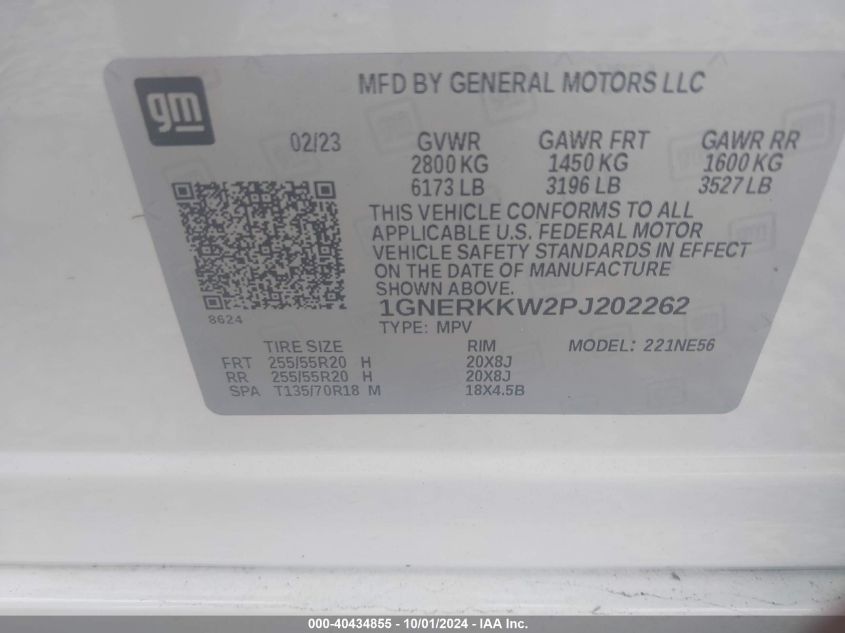 gm
MFD BY GENERAL MOTORS LLC
02/23 GVWR GAWR FRT GAWR RR
2800 KG 1450 KG 1600 KG
6173 LB 3196 LB 3527 LB
THIS VEHICLE CONFORMS TO ALL
APPLICABLE U.S. FEDERAL MOTOR
VEHICLE SAFETY STANDARDS IN EFFECT
ON THE DATE OF MANUFACTURE
SHOWN ABOVE.
1GNERKKW2PJ202262
8624
TYPE: MPV
TIRE SIZE RIM MODEL: 221NE56
FRT 255/55R20 H 20X8J
RR 255/55R20 H 20X8J
SPA T135/70R18 M 18X4.5B
000-40434855 - 10/01/2024 - IAA Inc.